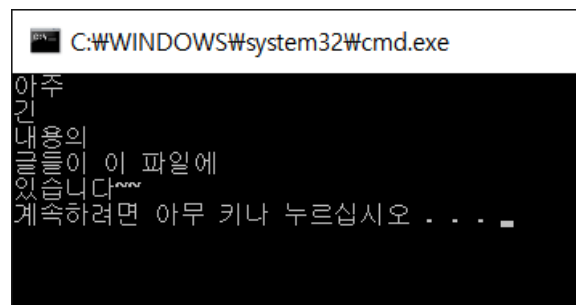 C:₩WINDOWS₩system32₩cmd.exe
아주
긴
내용의
글들이 이 파일에
있습니다~~~
계속하려면 아무 키나 누르십시오 . . .